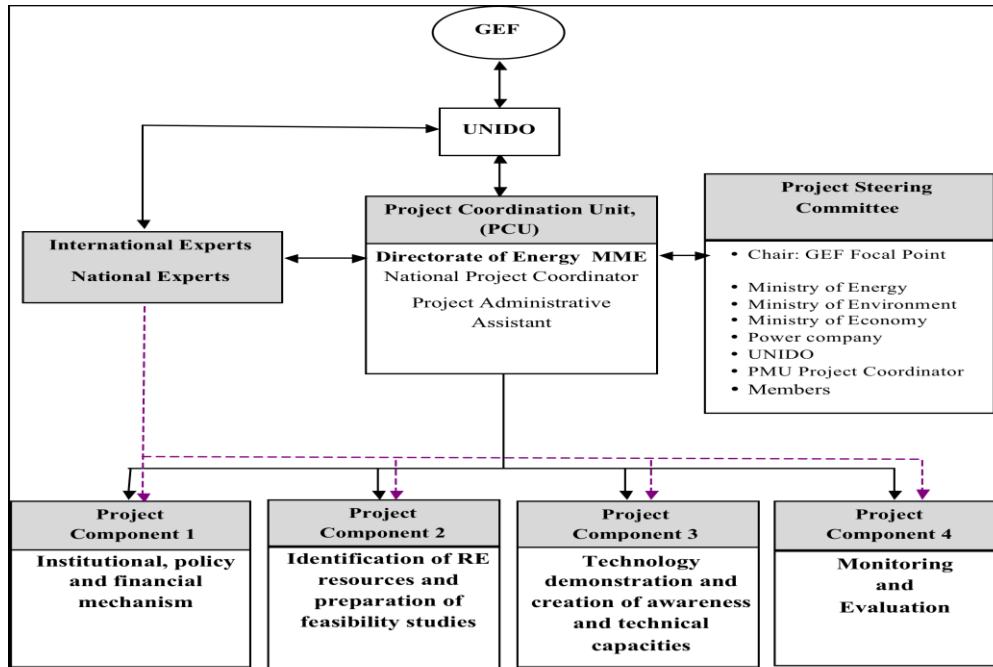 GEF
UNIDO
Project Coordination Unit,
(PCU)
Directorate of Energy MME
National Project Coordinator
Project Administrative
Assistant
International Experts
National Experts
Project Steering
Committee
• Chair: GEF Focal Point
• Ministry of Energy
• Ministry of Environment
• Ministry of Economy
• Power company
• UNIDO
• PMU Project Coordinator
• Members
Project
Component 1
Institutional, policy
and financial
mechanism
Project
Component 2
Identification of RE
resources and
preparation of
feasibility studies
Project
Component 3
Technology
demonstration and
creation of awareness
and technical
capacities
Project
Component 4
Monitoring
and
Evaluation